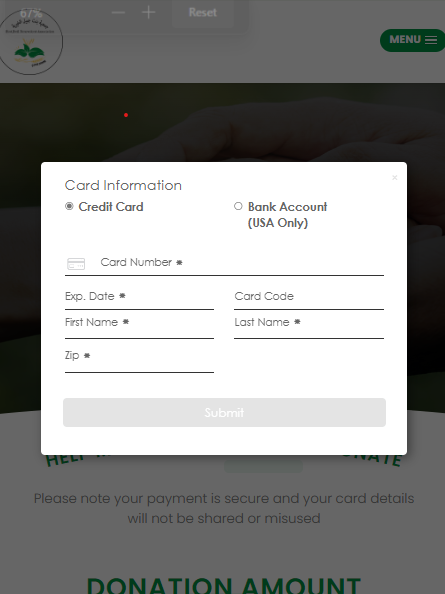 67%
Reset
MENU
Card Information
Credit Card
Bank Account
(USA Only)
Card Number *
Exp. Date *
Card Code
First Name *
Last Name *
Zip *
Submit
HELP
Please note your payment is secure and your card details
will not be shared or misused
DONATION AMOUNT